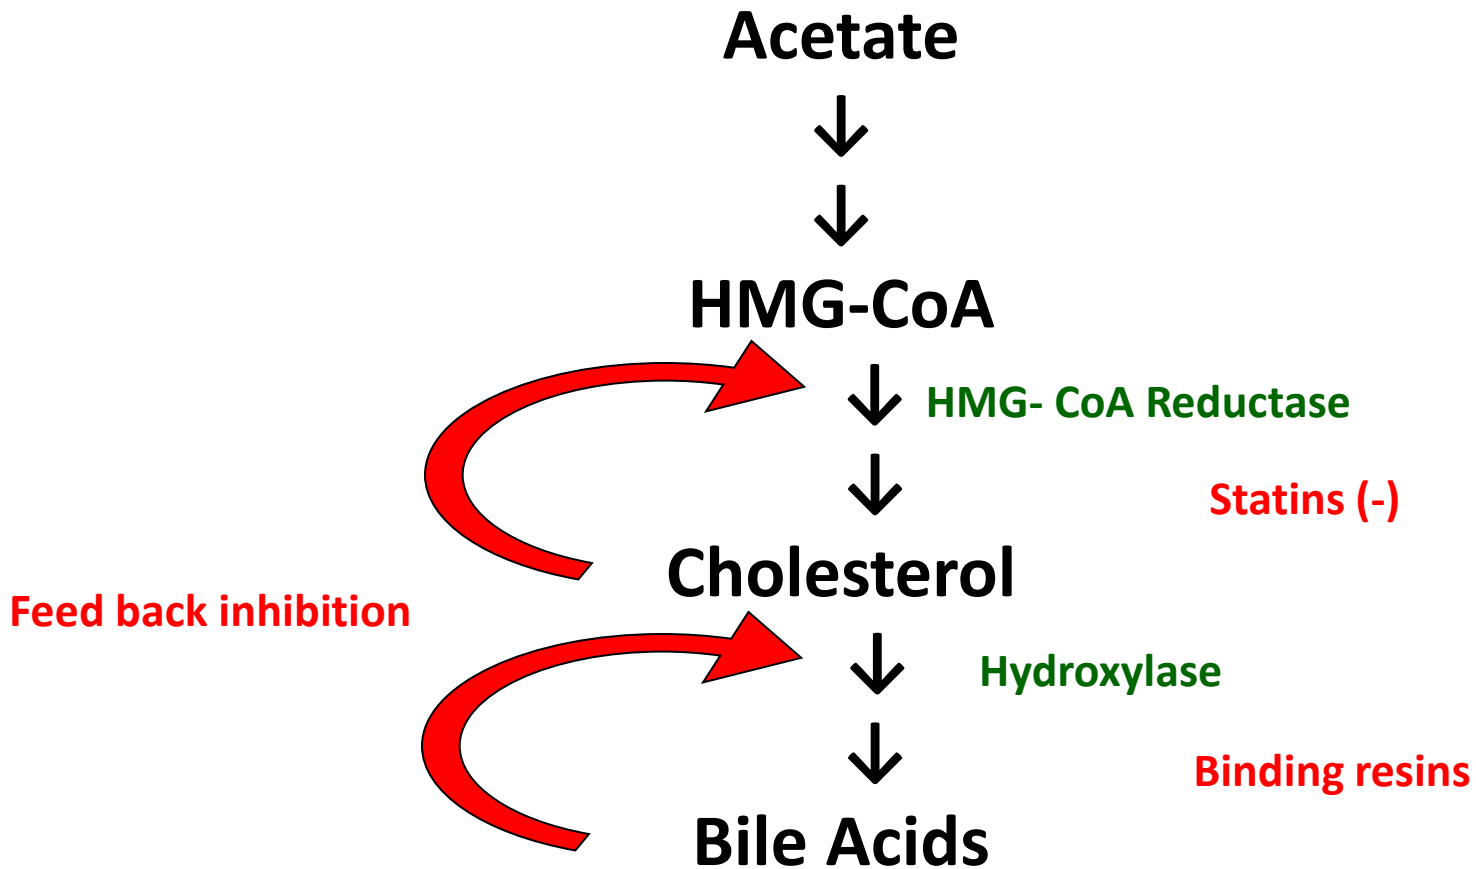 Acetate
HMG-CoA
HMG- CoA Reductase
Statins (-)
Cholesterol
Feed back inhibition
Hydroxylase
Binding resins
Bile Acids